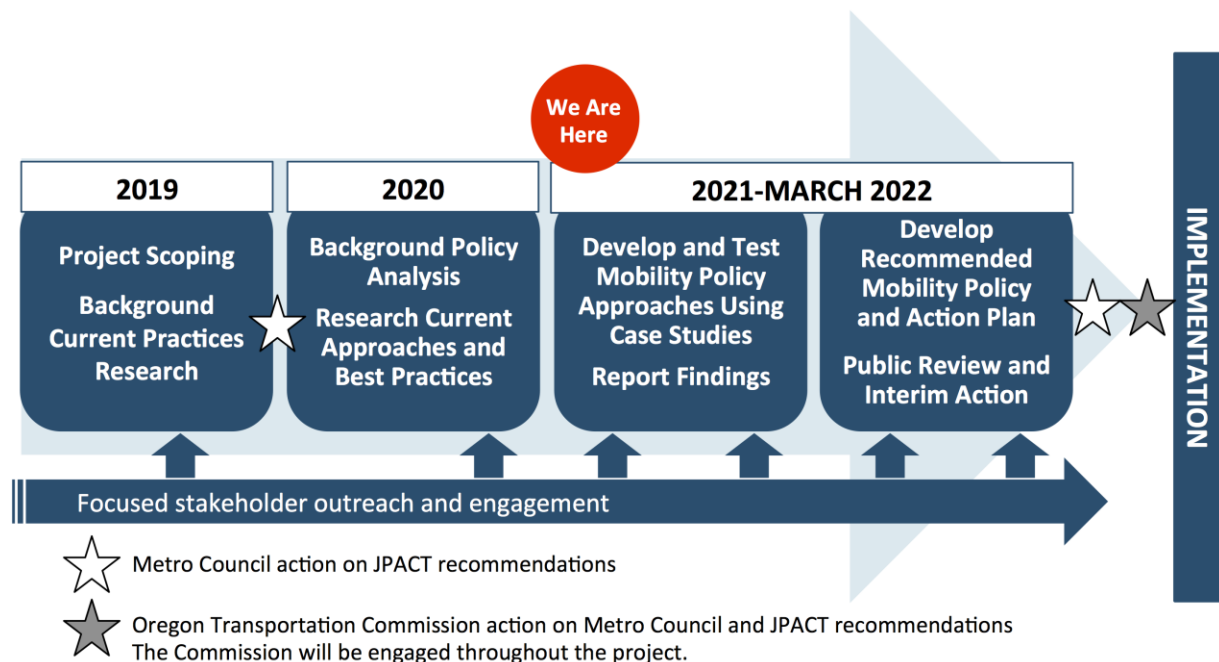 We Are
Here
2019
2020
2021-MARCH 2022
Project Scoping
Background
Current Practices
Research
Background Policy
Analysis
Research Current
Approaches and
Best Practices
Develop and Test
Mobility Policy
Approaches Using
Case Studies
Report Findings
Develop
Recommended
Mobility Policy
and Action Plan
Public Review and
Interim Action
IMPLEMENTATION
Focused stakeholder outreach and engagement
Metro Council action on JPACT recommendations
Oregon Transportation Commission action on Metro Council and JPACT recommendations
The Commission will be engaged throughout the project.